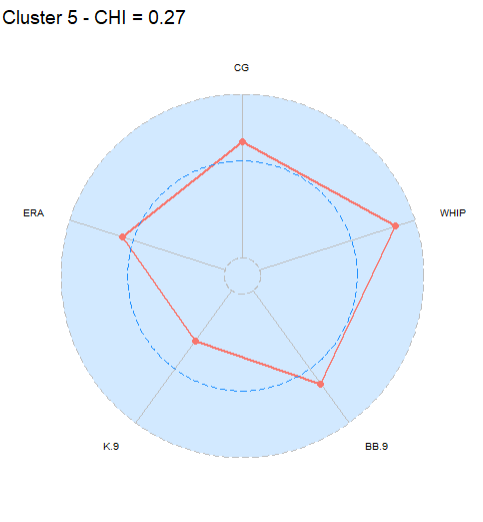 Cluster 5 - CHI = 0.27
CG
ERA
WHIP
K.9
BB.9